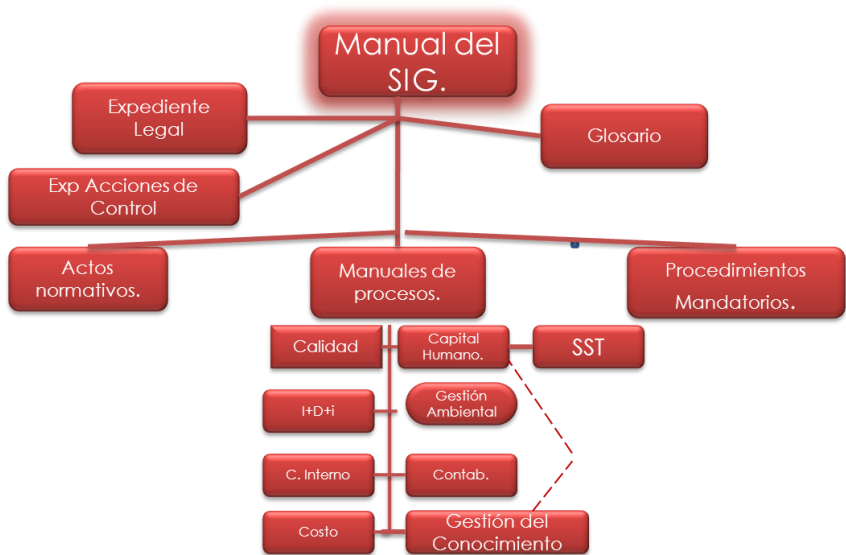 Manual del
SIG.
Expediente
Legal
Glosario
Exp Acciones de
Control
Actos
normativos.
Manuales de
procesos.
Procedimientos
Mandatorios.
Calidad
Capital
Humano.
SST
I+D+i
Gestión
Ambiental
C. Interno
Contab.
Costo
Gestión del
Conocimiento